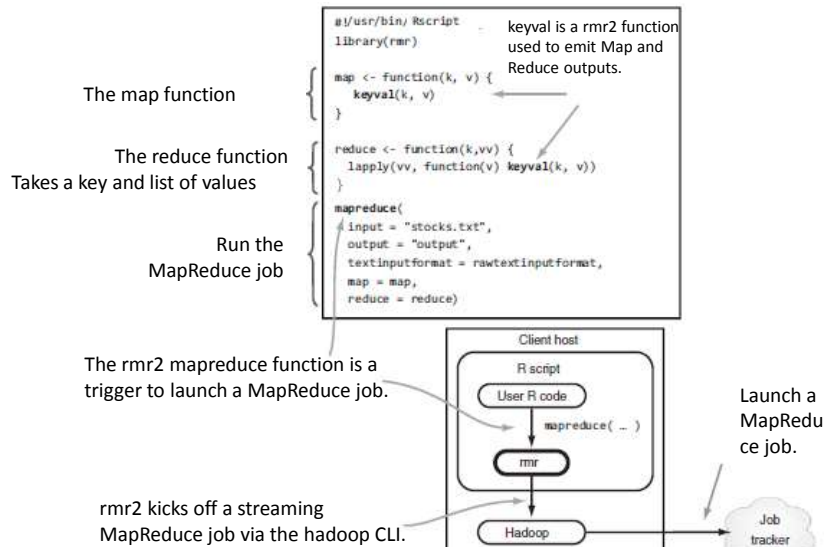 #!/usr/bin/ Rscript
library(rmr)
keyval is a rmr2 function
used to emit Map and
Reduce outputs.
The map function
map <- function(k, v) {
keyval(k, v)
}
The reduce function
Takes a key and list of values
reduce <- function(k,vv) {
lapply(vv, function(v) keyval(k, v))
}
Run the
MapReduce job
mapreduce(
input = "stocks.txt",
output = "output",
textinputformat = rawtextinputformat,
map = map,
reduce = reduce)
The rmr2 mapreduce function is a
trigger to launch a MapReduce job.
Client host
R script
User R code
mapreduce( … )
rmr
Launch a
MapRedu
ce job.
rmr2 kicks off a streaming
MapReduce job via the hadoop CLI.
Hadoop
Job
tracker